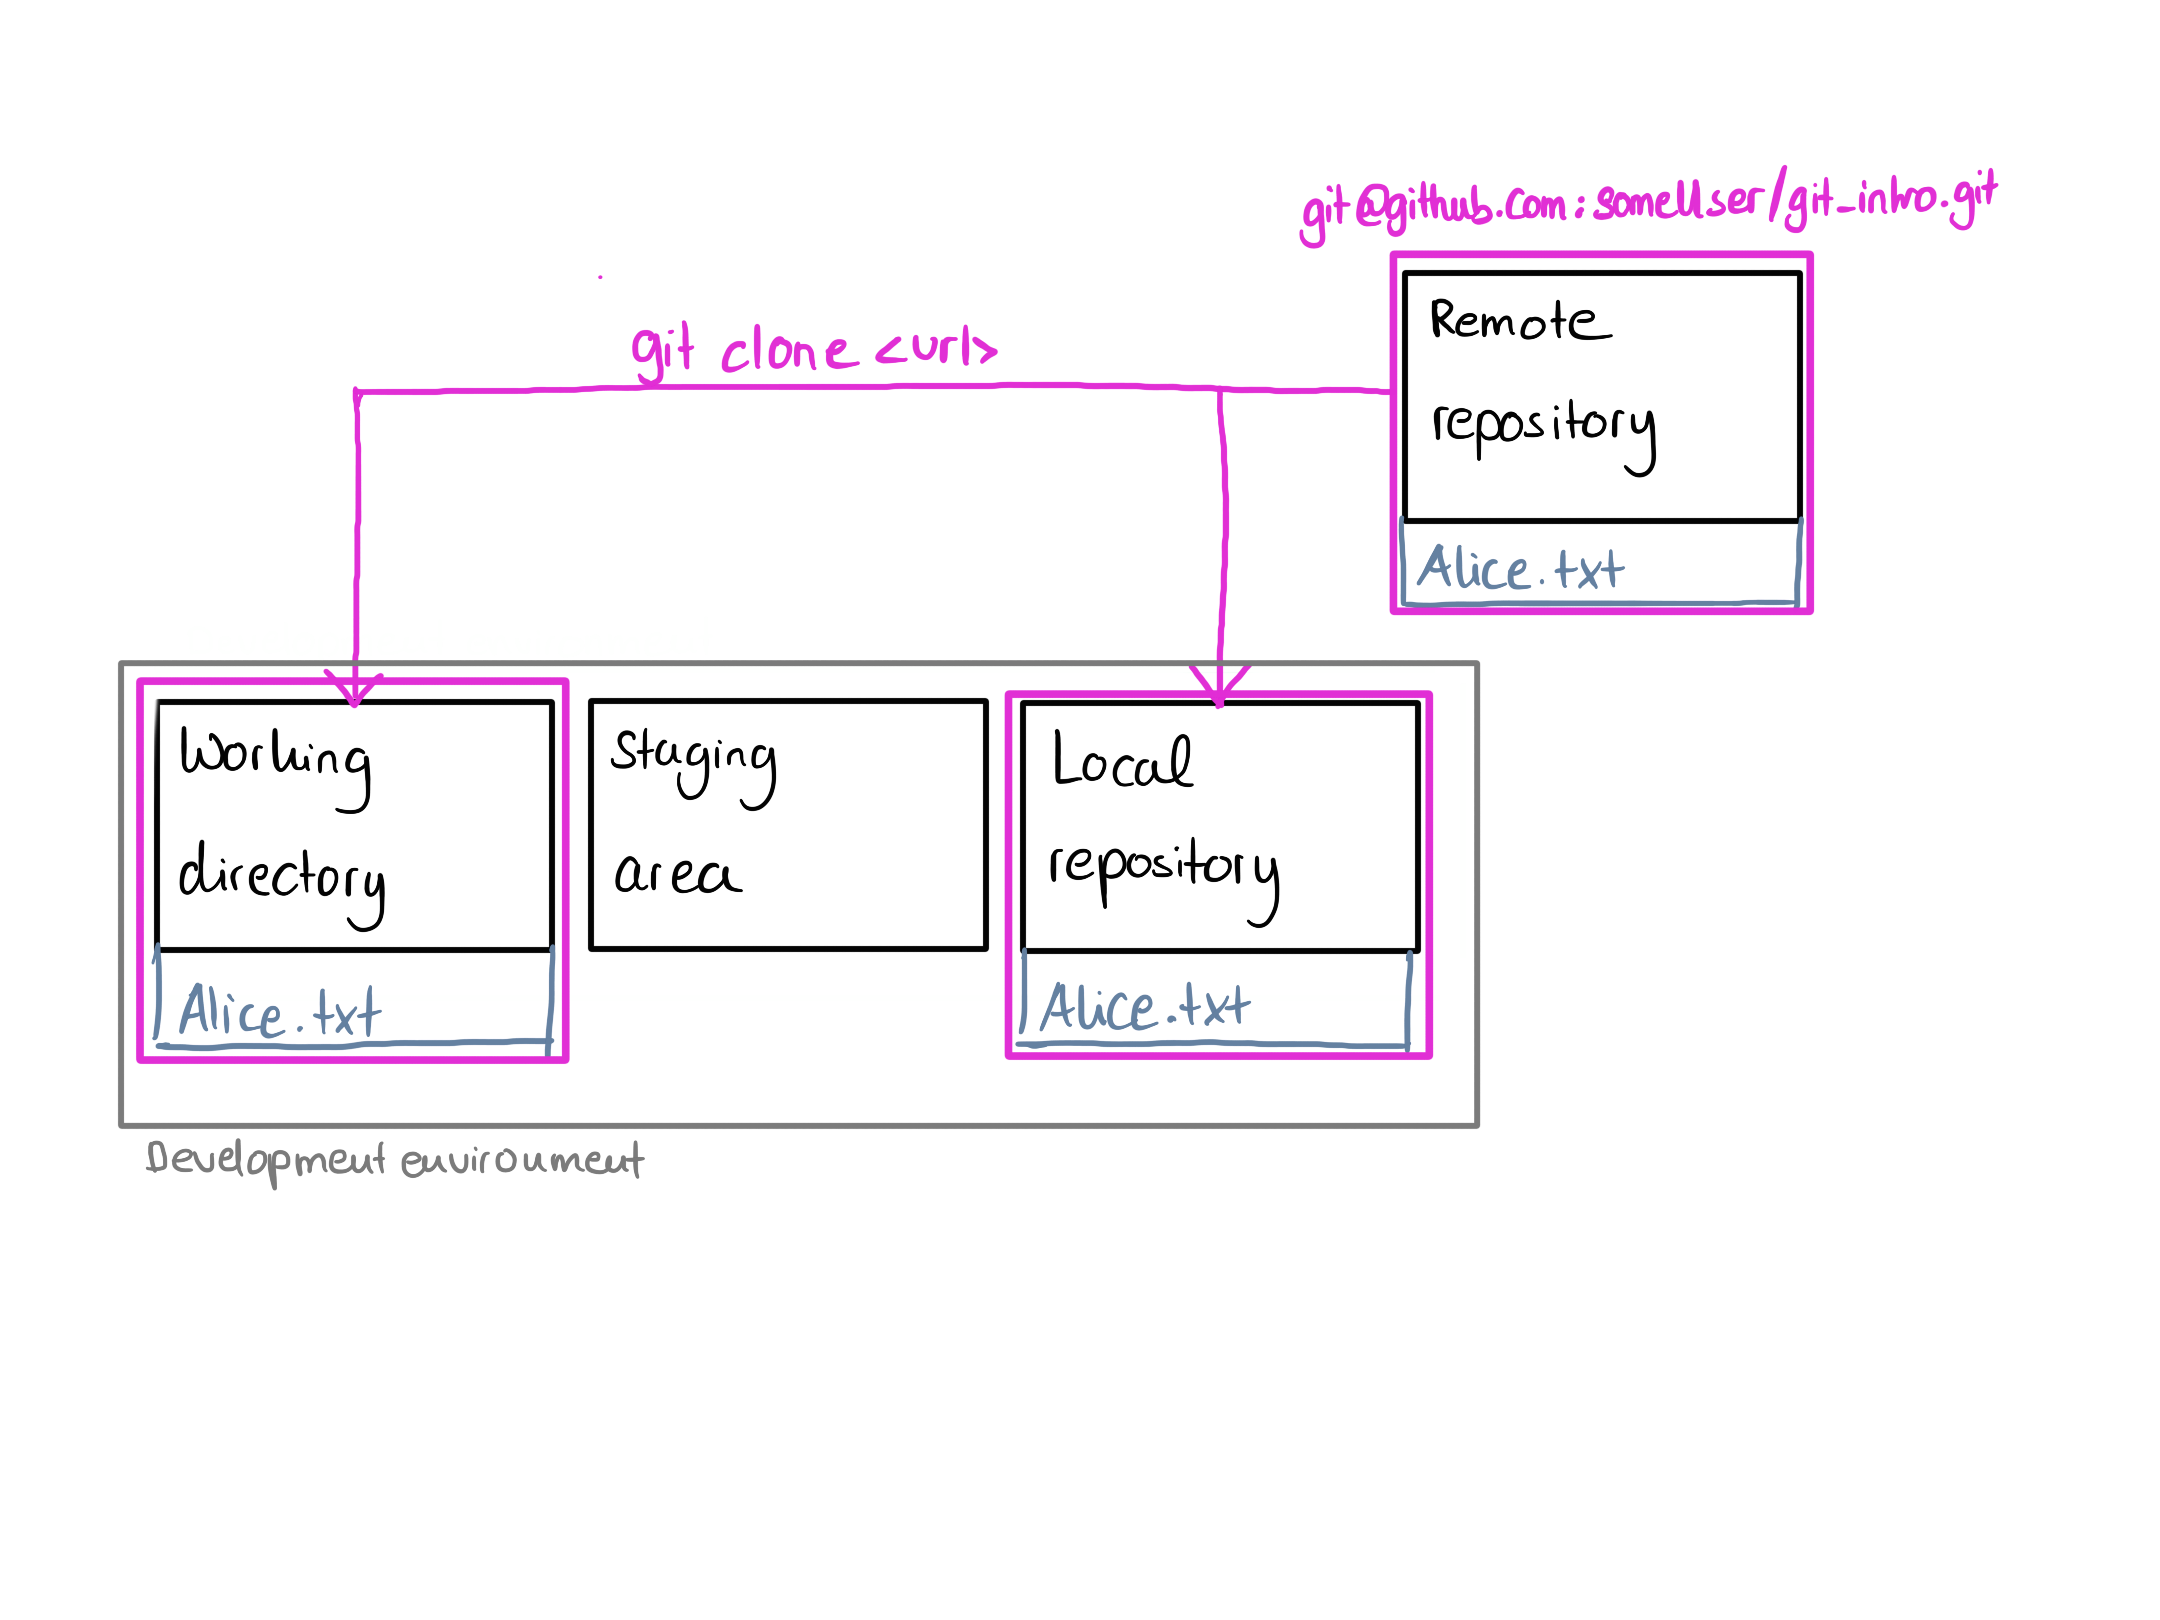 git@github.com:someUser/git_intro.git
git clone <url>
Remote
repository
Alice.txt
Working
directory
Alice.txt
Staging
area
Local
repository
Alice.txt
Development environment